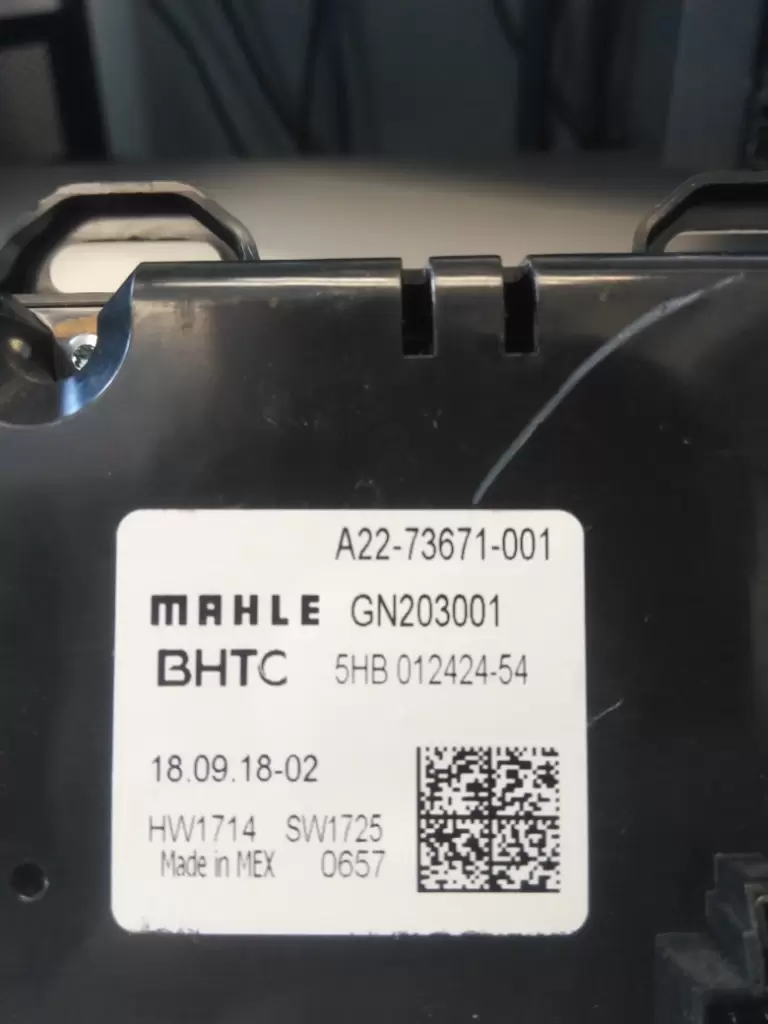 A22-73671-001
MAHLE GN203001
BHTC 5HB 012424-54
18.09.18-02
HW1714 SW1725
Made in MEX 0657